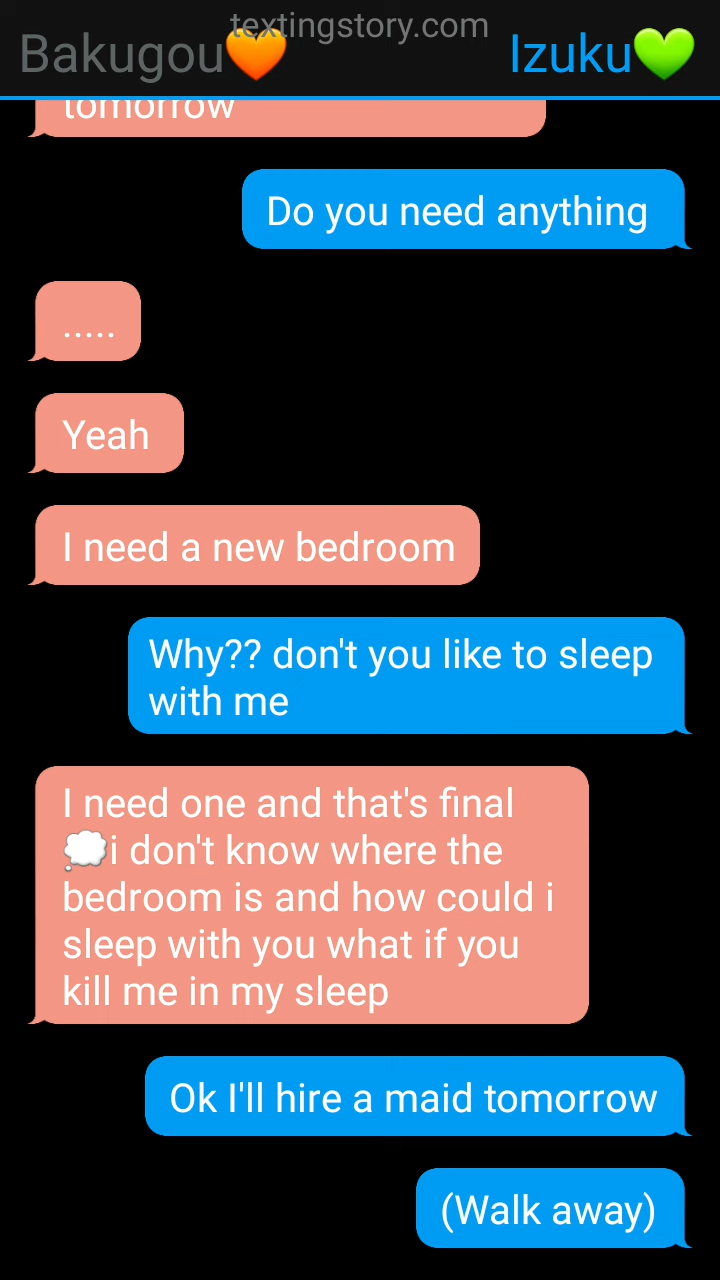 textingstory.com
Bakugou🧡
Izuku💚
tomorrow
Do you need anything
.....
Yeah
I need a new bedroom
Why?? don't you like to sleep
with me
I need one and that's final
💭i don't know where the
bedroom is and how could i
sleep with you what if you
kill me in my sleep
Ok I'll hire a maid tomorrow
(Walk away)